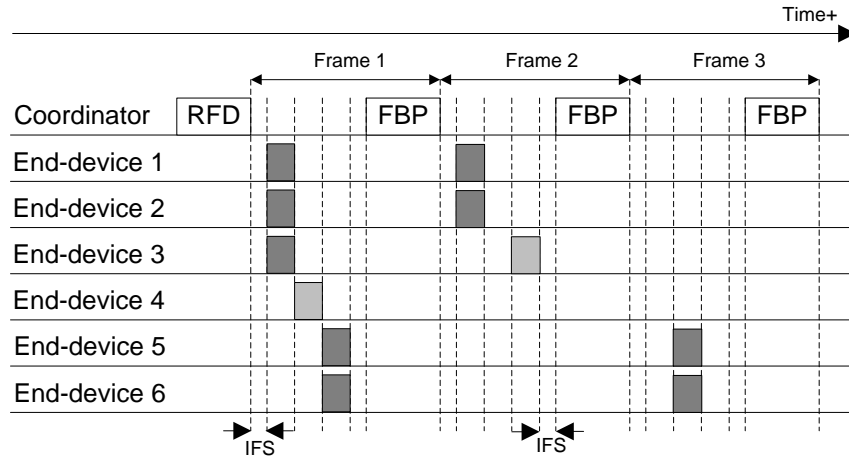 Time+
Frame 1 Frame 2 Frame 3
Coordinator RFD FBP FBP FBP
End-device 1
End-device 2
End-device 3
End-device 4
End-device 5
End-device 6
IFS IFS